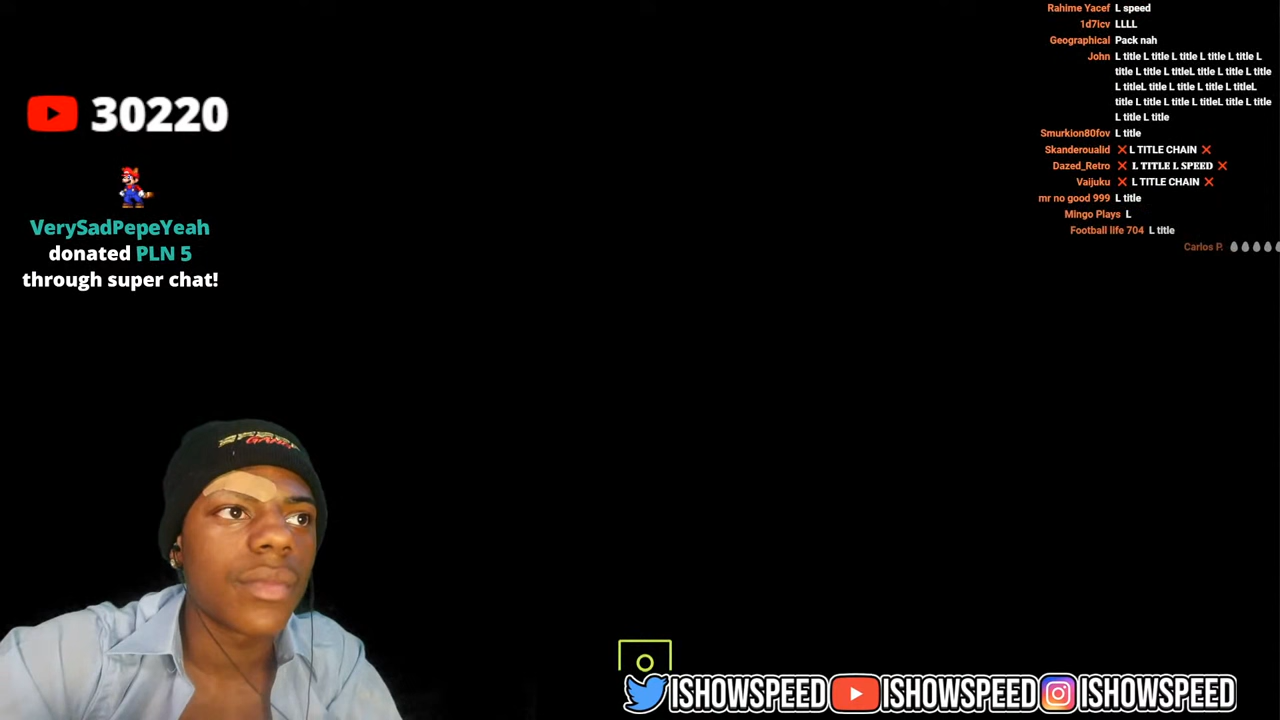 30220
VerySadPepeYeah
donated PLN 5
through super chat!
Rahime Yacef L speed
1d7icv LLLL
Geographical Pack nah
John L title L title L title L title L title L
title L title L titleL title L title L title
L titleL title L title L title L titleL
title L title L title L titleL title L title
L title L title
Smurkion80fov L title
Skanderoualid ❌ L TITLE CHAIN ❌
Dazed_Retro ❌ 𝐋 𝐓𝐈𝐓𝐋𝐄 𝐋 𝐒𝐏𝐄𝐄𝐃 ❌
Vaijuku ❌ L TITLE CHAIN ❌
mr no good 999 L title
Mingo Plays L
Football life 704 L title
Carlos P.
ISHOWSPEED ISHOWSPEED ISHOWSPEED